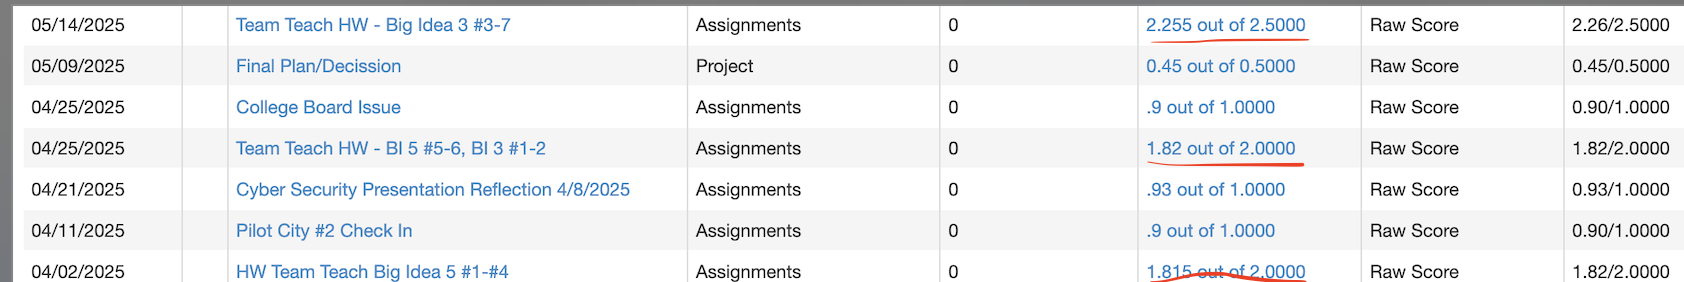 05/14/2025 Team Teach HW - Big Idea 3 #3-7 Assignments 0 2.255 out of 2.5000 Raw Score 2.26/2.5000
05/09/2025 Final Plan/Decission Project 0 0.45 out of 0.5000 Raw Score 0.45/0.5000
04/25/2025 College Board Issue Assignments 0 .9 out of 1.0000 Raw Score 0.90/1.0000
04/25/2025 Team Teach HW - BI 5 #5-6, BI 3 #1-2 Assignments 0 1.82 out of 2.0000 Raw Score 1.82/2.0000
04/21/2025 Cyber Security Presentation Reflection 4/8/2025 Assignments 0 .93 out of 1.0000 Raw Score 0.93/1.0000
04/11/2025 Pilot City #2 Check In Assignments 0 .9 out of 1.0000 Raw Score 0.90/1.0000
04/02/2025 HW Team Teach Big Idea 5 #1-#4 Assignments 0 1.815 out of 2.0000 Raw Score 1.82/2.0000